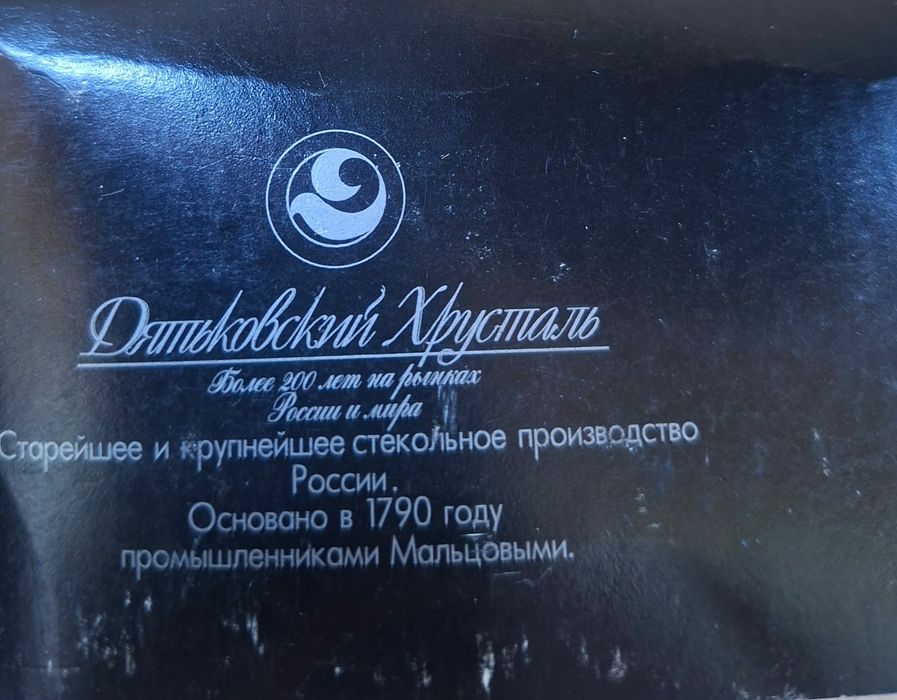 Дятьковский Хрусталь
Более 200 лет на рынках
России и мира
Старейшее и крупнейшее стекольное производство
России.
Основано в 1790 году
промышленниками Мальцовыми.